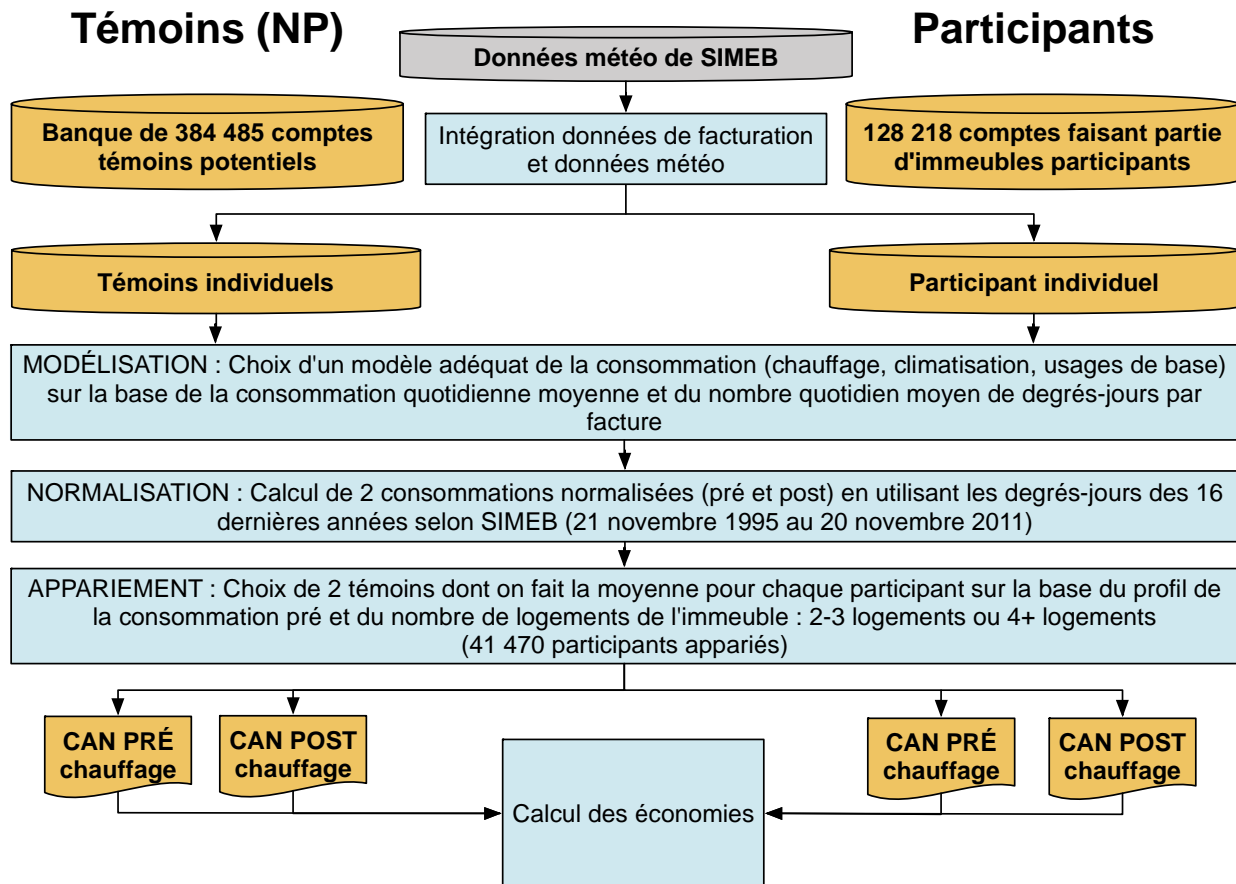 Témoins (NP)
Participants
Données météo de SIMEB
Banque de 384 485 comptes
témoins potentiels
Intégration données de facturation
et données météo
128 218 comptes faisant partie
d'immeubles participants
Témoins individuels
Participant individuel
MODÉLISATION : Choix d'un modèle adéquat de la consommation (chauffage, climatisation, usages de base)
sur la base de la consommation quotidienne moyenne et du nombre quotidien moyen de degrés-jours par
facture
NORMALISATION : Calcul de 2 consommations normalisées (pré et post) en utilisant les degrés-jours des 16
dernières années selon SIMEB (21 novembre 1995 au 20 novembre 2011)
APPARIEMENT : Choix de 2 témoins dont on fait la moyenne pour chaque participant sur la base du profil de
la consommation pré et du nombre de logements de l'immeuble : 2-3 logements ou 4+ logements
(41 470 participants appariés)
CAN PRÉ
chauffage
CAN POST
chauffage
CAN PRÉ
chauffage
CAN POST
chauffage
Calcul des économies